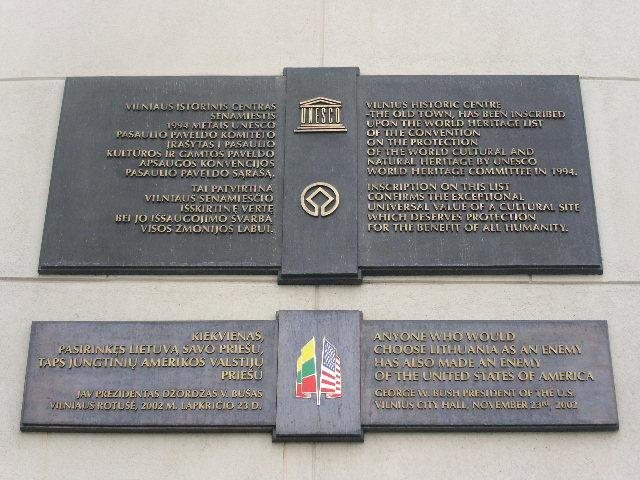 VILNIAUS ISTORINIS CENTRAS
SENAMIESTIS
1994 METAIS UNESCO
PASAULIO PAVELDO KOMITETO
ĮRAŠYTAS Į PASAULIO
KULTŪROS IR GAMTOS PAVELDO
APSAUGOS KONVENCIJOS
PASAULIO PAVELDO SĄRAŠĄ.
TAI PATVIRTINA
VILNIAUS SENAMIESČIO
IŠSKIRTINĘ VERTĘ
BEI JO IŠSAUGOJIMO SVARBĄ
VISOS ŽMONIJOS LABUI.
UNESCO
VILNIUS HISTORIC CENTRE
-THE OLD TOWN, HAS BEEN INSCRIBED
UPON THE WORLD HERITAGE LIST
OF THE CONVENTION
ON THE PROTECTION
OF THE WORLD CULTURAL AND
NATURAL HERITAGE BY UNESCO
WORLD HERITAGE COMMITTEE IN 1994.
INSCRIPTION ON THIS LIST
CONFIRMS THE EXCEPTIONAL
UNIVERSAL VALUE OF A CULTURAL SITE
WHICH DESERVES PROTECTION
FOR THE BENEFIT OF ALL HUMANITY.
KIEKVIENAS,
PASIRINKĘS LIETUVĄ SAVO PRIEŠU,
TAPS JUNGTINIŲ AMERIKOS VALSTIJŲ
PRIEŠU
JAV PREZIDENTAS DŽORDŽAS V. BUŠAS
VILNIAUS ROTUŠĖ, 2002 M. LAPKRIČIO 23 D.
ANYONE WHO WOULD
CHOOSE LITHUANIA AS AN ENEMY
HAS ALSO MADE AN ENEMY
OF THE UNITED STATES OF AMERICA
GEORGE W. BUSH PRESIDENT OF THE U.S.
VILNIUS CITY HALL, NOVEMBER 23rd, 2002